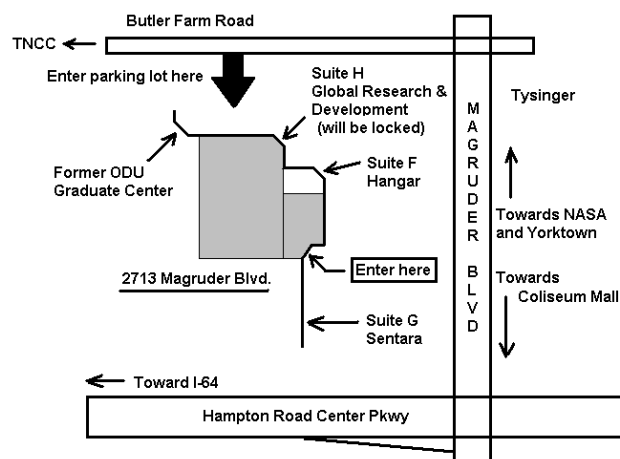 Butler Farm Road
TNCC
Enter parking lot here
Suite H
Global Research &
Development
(will be locked)
Tysinger
Former ODU
Graduate Center
Suite F
Hangar
MAGRUDER BLVD
Towards NASA
and Yorktown
Enter here
2713 Magruder Blvd.
Towards
Coliseum Mall
Suite G
Sentara
Toward I-64
Hampton Road Center Pkwy